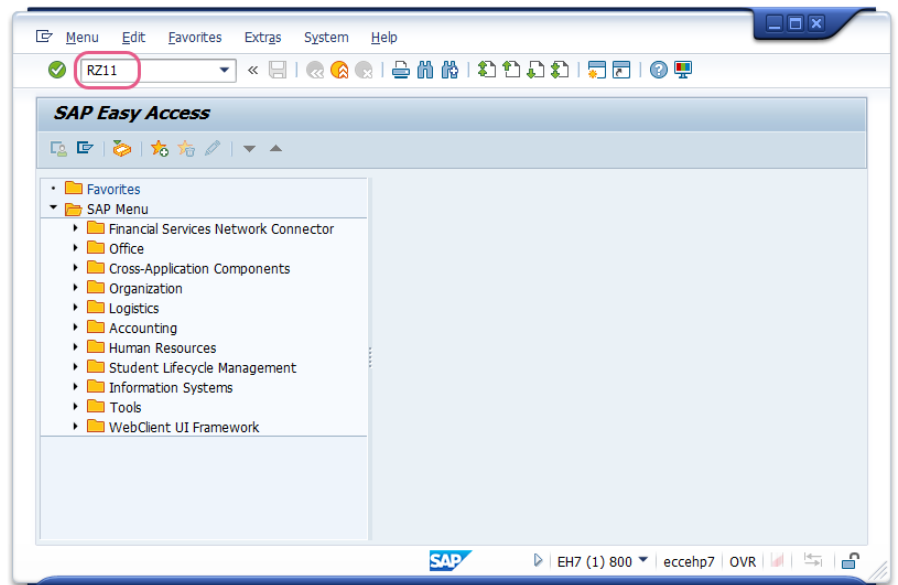 Menu Edit Favorites Extras System Help
RZ11
SAP Easy Access
Favorites
SAP Menu
Financial Services Network Connector
Office
Cross-Application Components
Organization
Logistics
Accounting
Human Resources
Student Lifecycle Management
Information Systems
Tools
WebClient UI Framework
SAP EH7 (1) 800 eccehp7 OVR